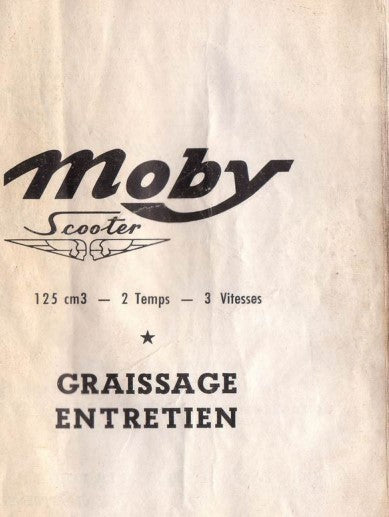 Moby
Scooter
125 cm3 — 2 Temps — 3 Vitesses
GRAISSAGE
ENTRETIEN